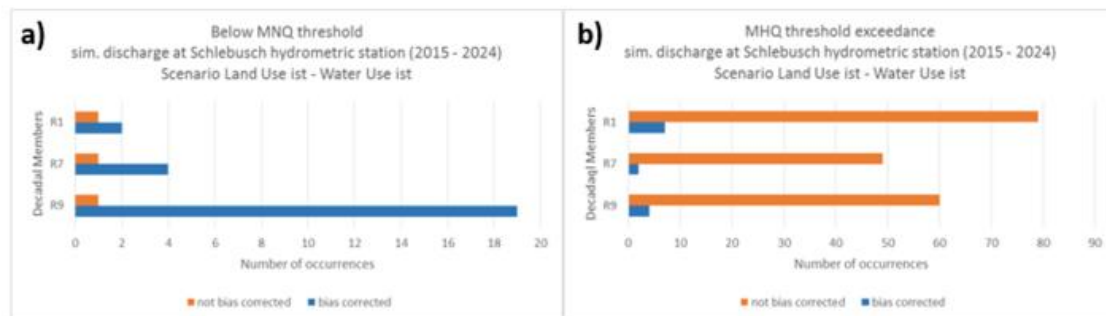 a)
Below MNQ threshold
sim. discharge at Schlebusch hydrometric station (2015 - 2024)
Scenario Land Use ist - Water Use ist
Decadal Members
R1
R7
R9
0 2 4 6 8 10 12 14 16 18 20
Number of occurrences
not bias corrected bias corrected
b)
MHQ threshold exceedance
sim. discharge at Schlebusch hydrometric station (2015 - 2024)
Scenario Land Use ist - Water Use ist
Decadaql Members
R1
R7
R9
0 10 20 30 40 50 60 70 80 90
Number of occurrences
not bias corrected bias corrected